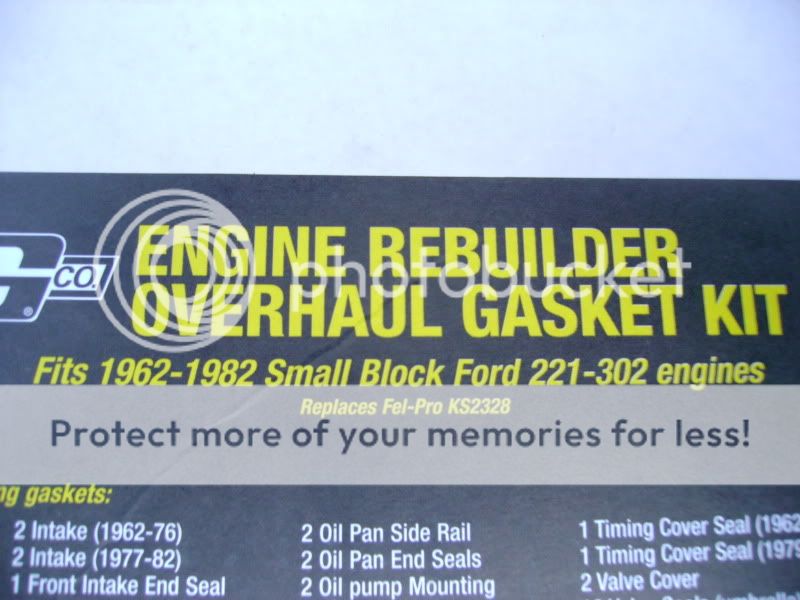 ENGINE REBUILDER
OVERHAUL GASKET KIT
CO.
®
Fits 1962-1982 Small Block Ford 221-302 engines
Replaces Fel-Pro KS2328
photobucket
Protect more of your memories for less!
gaskets:
2 Intake (1962-76)
2 Intake (1977-82)
1 Front Intake End Seal
2 Oil Pan Side Rail
2 Oil Pan End Seals
2 Oil pump Mounting
1 Timing Cover Seal (1962
1 Timing Cover Seal (1979
2 Valve Cover